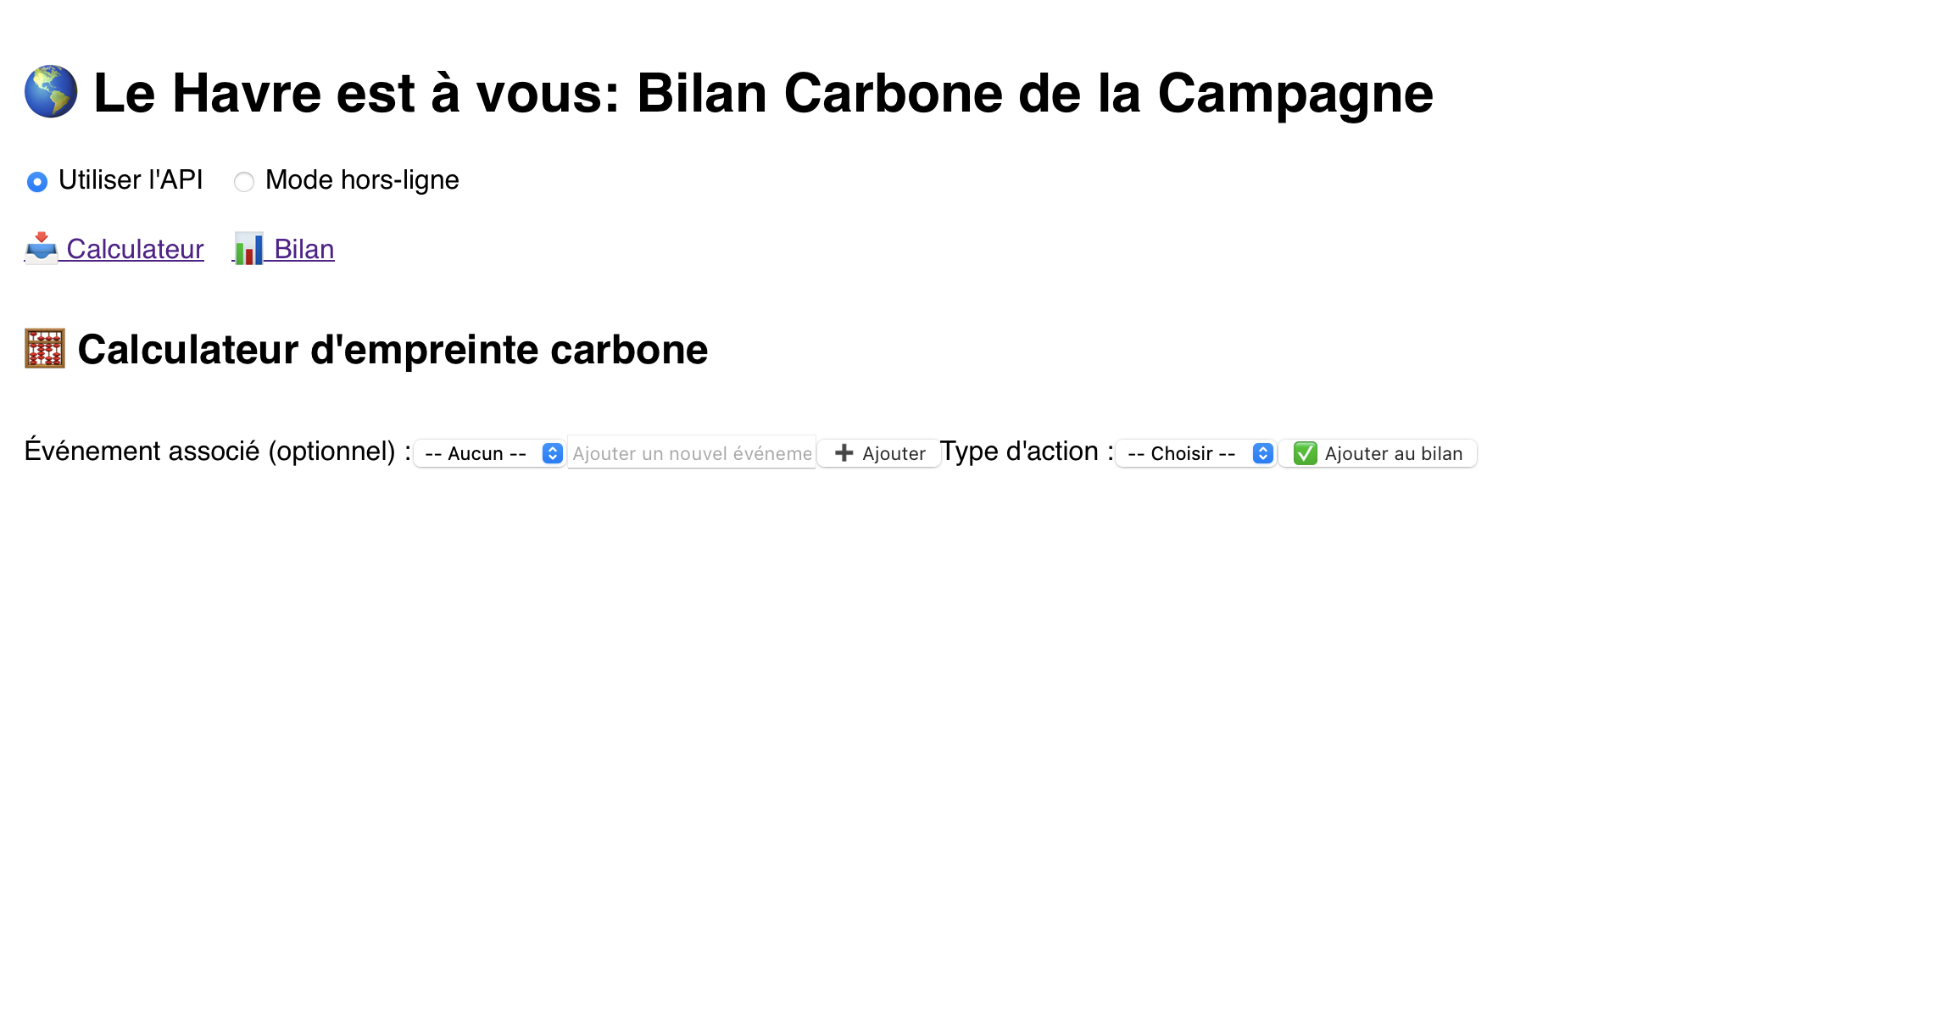 🌎 Le Havre est à vous: Bilan Carbone de la Campagne
Utiliser l'API Mode hors-ligne
📥 Calculateur 📊 Bilan
🧮 Calculateur d'empreinte carbone
Événement associé (optionnel) : -- Aucun -- Ajouter un nouvel événeme ➕ Ajouter Type d'action : -- Choisir -- ✅ Ajouter au bilan